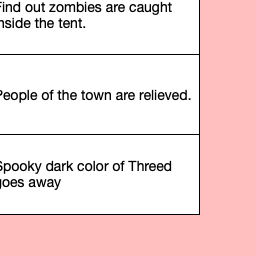 Find out zombies are caught
inside the tent.
People of the town are relieved.
Spooky dark color of Threed
goes away